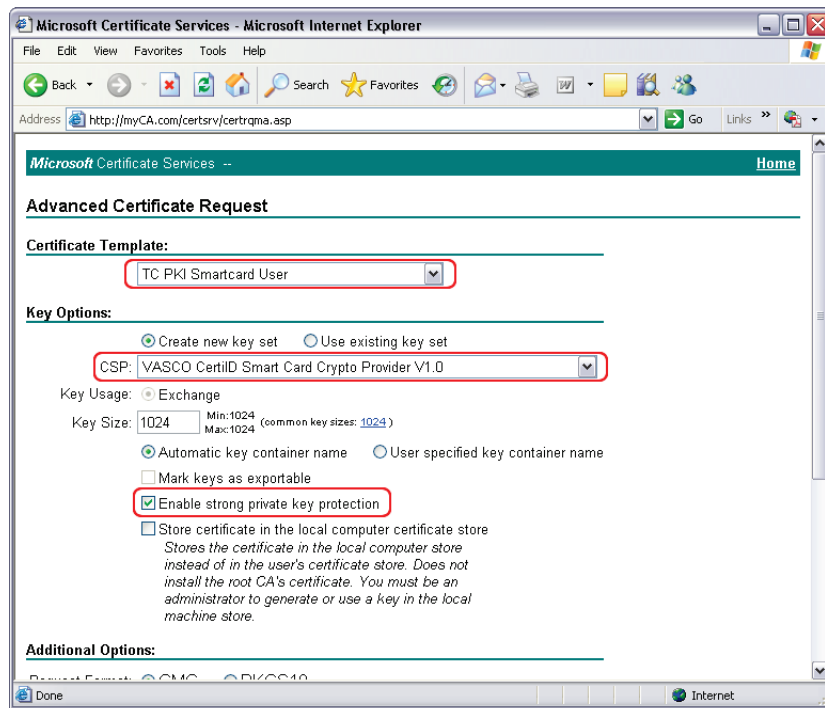 Microsoft Certificate Services - Microsoft Internet Explorer
File Edit View Favorites Tools Help
Back Search Favorites
Address http://myCA.com/certsrv/certrqma.asp Go Links »
Microsoft Certificate Services -- Home
Advanced Certificate Request
Certificate Template:
TC PKI Smartcard User
Key Options:
Create new key set Use existing key set
CSP: VASCO CertiID Smart Card Crypto Provider V1.0
Key Usage: Exchange
Key Size: 1024 Min:1024 Max:1024 (common key sizes: 1024 )
Automatic key container name User specified key container name
Mark keys as exportable
Enable strong private key protection
Store certificate in the local computer certificate store
Stores the certificate in the local computer store
instead of in the user's certificate store. Does not
install the root CA's certificate. You must be an
administrator to generate or use a key in the local
machine store.
Additional Options:
Request Format: CMC PKCS10
Done Internet